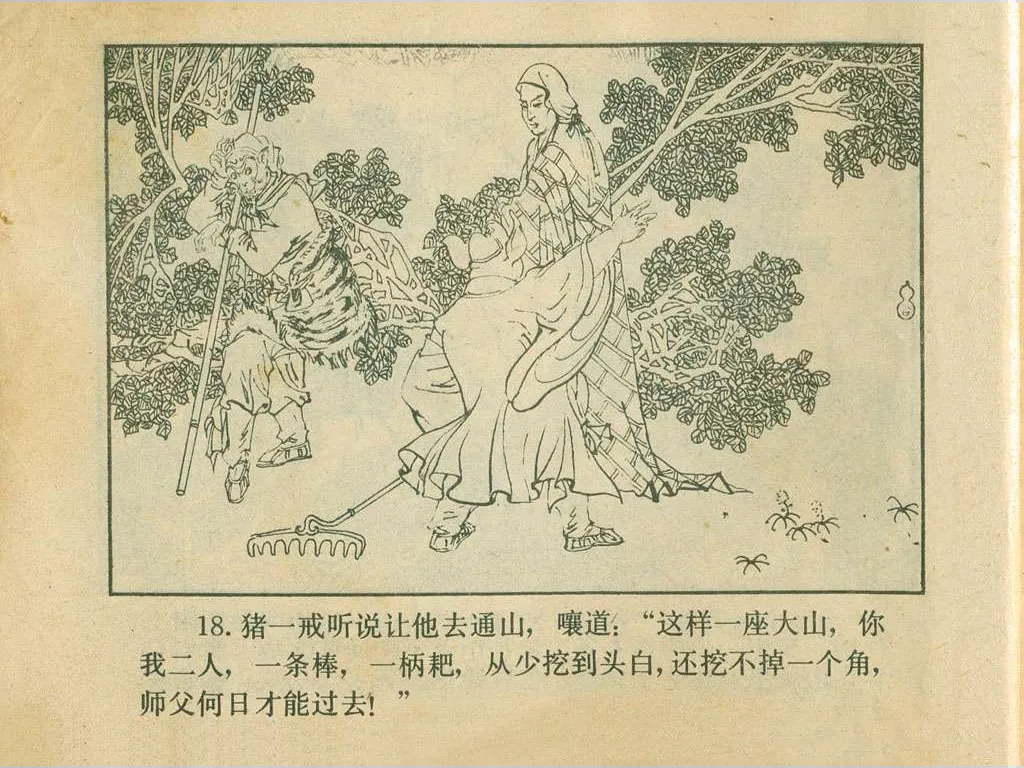 18. 猪一戒听说让他去通山，嚷道：“这样一座大山，你
我二人，一条棒，一柄耙，从少挖到头白，还挖不掉一个角，
师父何日才能过去！”